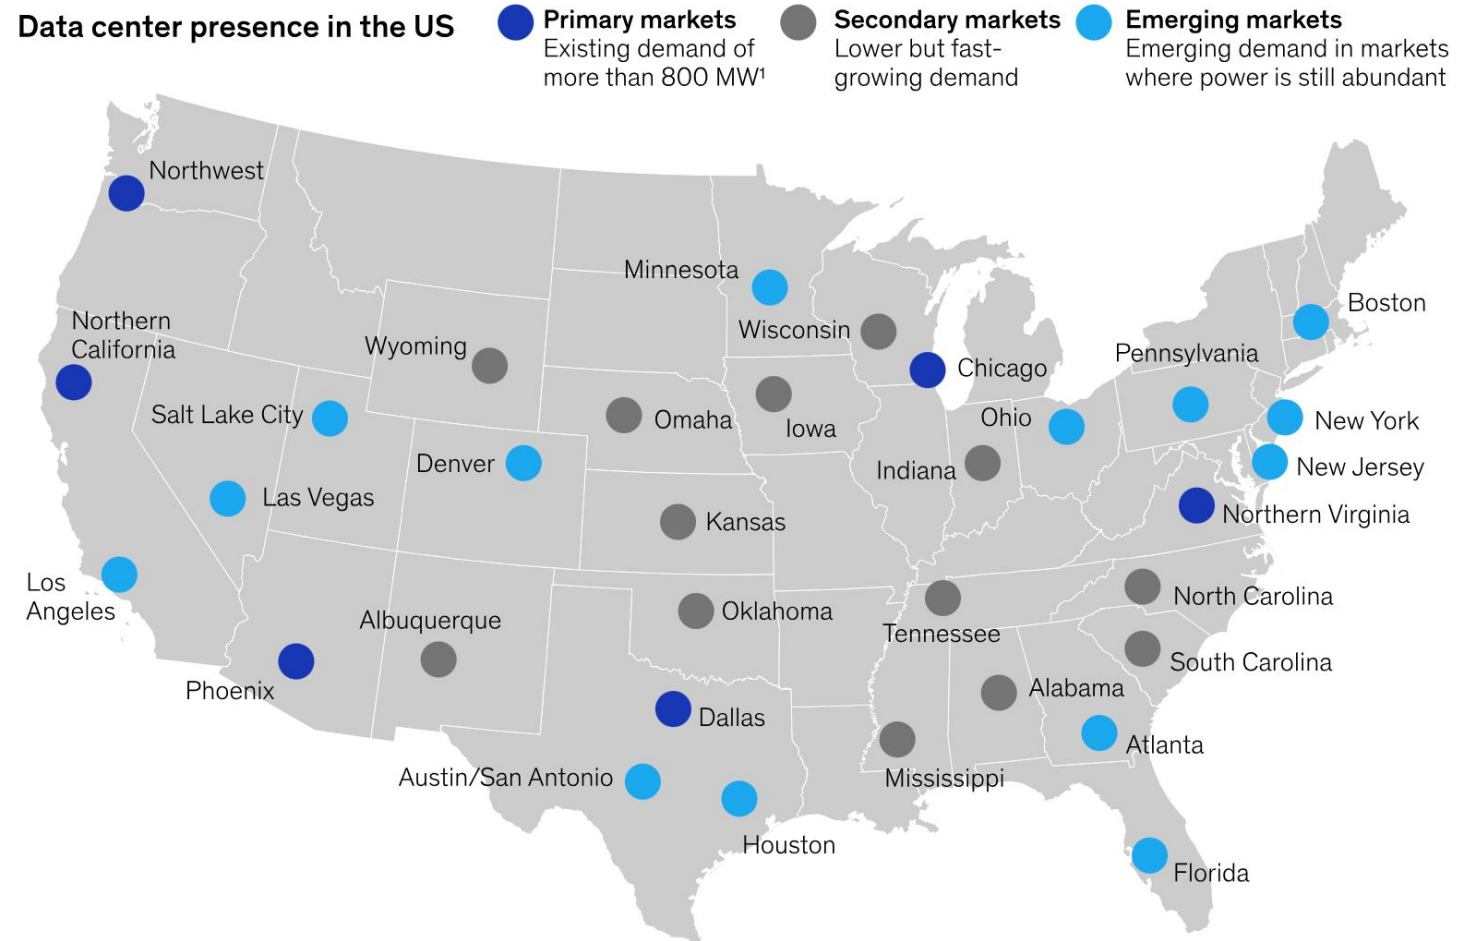 Data center presence in the US
Primary markets
Existing demand of
more than 800 MW¹
Secondary markets
Lower but fast-
growing demand
Emerging markets
Emerging demand in markets
where power is still abundant
Northwest
Minnesota
Boston
Northern
California
Wisconsin
Wyoming
Pennsylvania
Chicago
Salt Lake City
Omaha
Iowa
Ohio
New York
Denver
Indiana
New Jersey
Las Vegas
Kansas
Northern Virginia
Los
Angeles
Albuquerque
Oklahoma
Tennessee
North Carolina
South Carolina
Phoenix
Dallas
Alabama
Atlanta
Austin/San Antonio
Mississippi
Houston
Florida